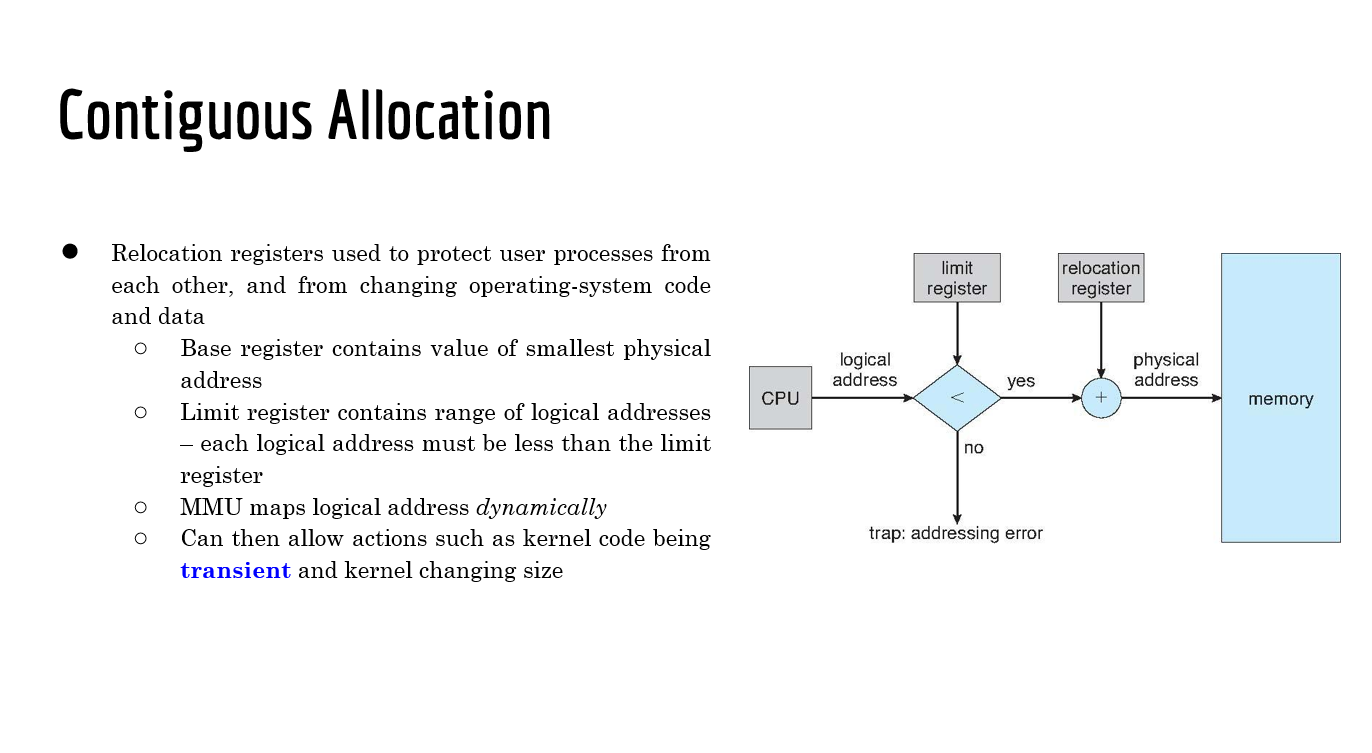 Contiguous Allocation
● Relocation registers used to protect user processes from
each other, and from changing operating-system code
and data
○ Base register contains value of smallest physical
address
○ Limit register contains range of logical addresses
– each logical address must be less than the limit
register
○ MMU maps logical address dynamically
○ Can then allow actions such as kernel code being
transient and kernel changing size
limit
register
relocation
register
logical
address
physical
address
CPU
<
yes
+
memory
no
trap: addressing error